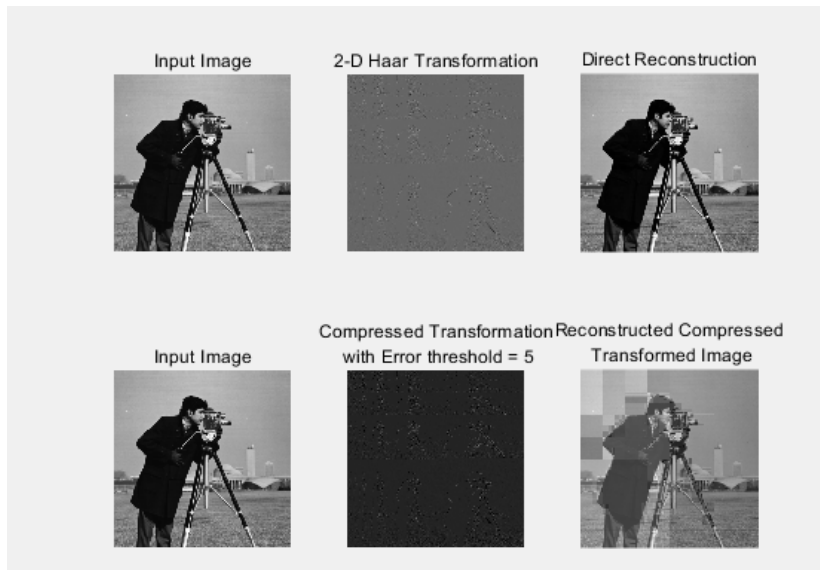 Input Image
2-D Haar Transformation
Direct Reconstruction
Input Image
Compressed Transformation
with Error threshold = 5
Reconstructed Compressed
Transformed Image